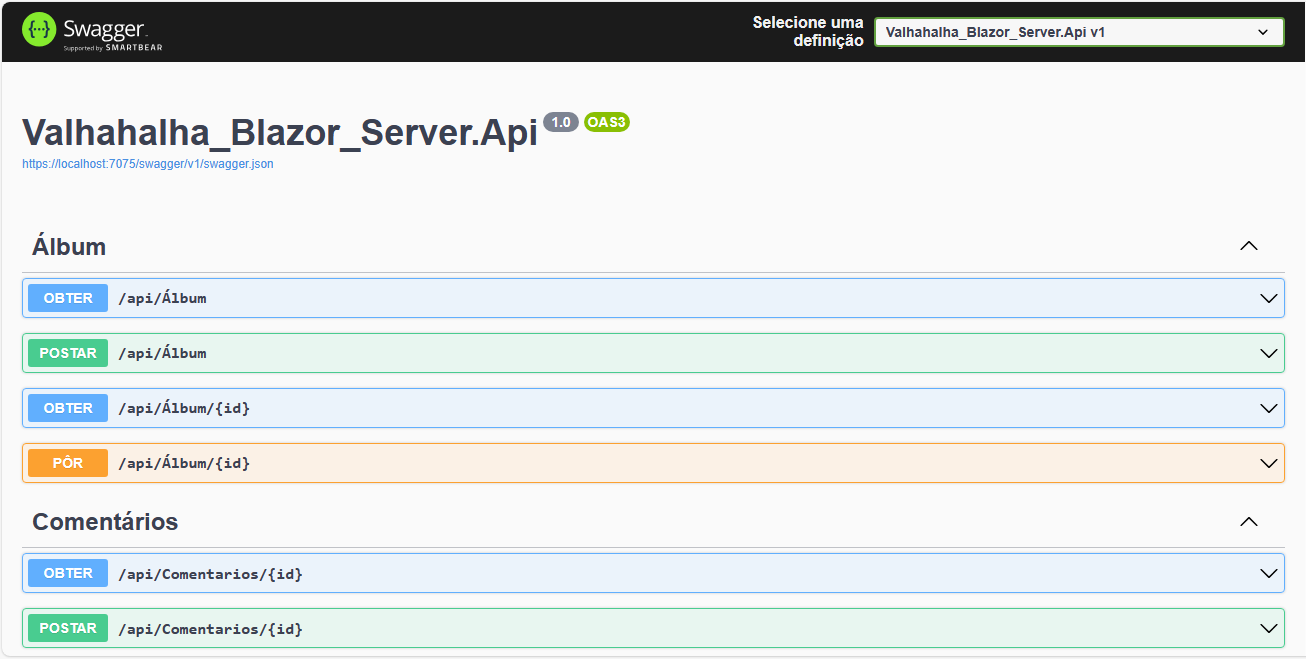 Swagger.
Supported by SMARTBEAR
Selecione uma
definição
Valhahalha_Blazor_Server.Api v1
Valhahalha_Blazor_Server.Api 1.0 OAS3
https://localhost:7075/swagger/v1/swagger.json
Álbum
OBTER /api/Álbum
POSTAR /api/Álbum
OBTER /api/Álbum/{id}
PÔR /api/Álbum/{id}
Comentários
OBTER /api/Comentarios/{id}
POSTAR /api/Comentarios/{id}